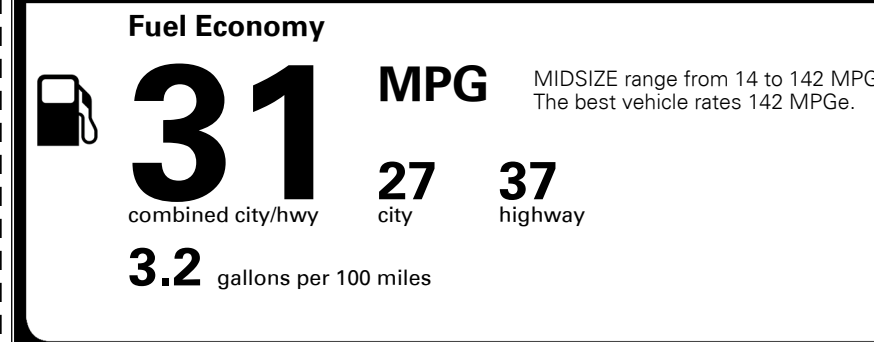 Fuel Economy
31 MPG
MIDSIZE range from 14 to 142 MPG
The best vehicle rates 142 MPGe.
27 37
combined city/hwy city highway
3.2 gallons per 100 miles